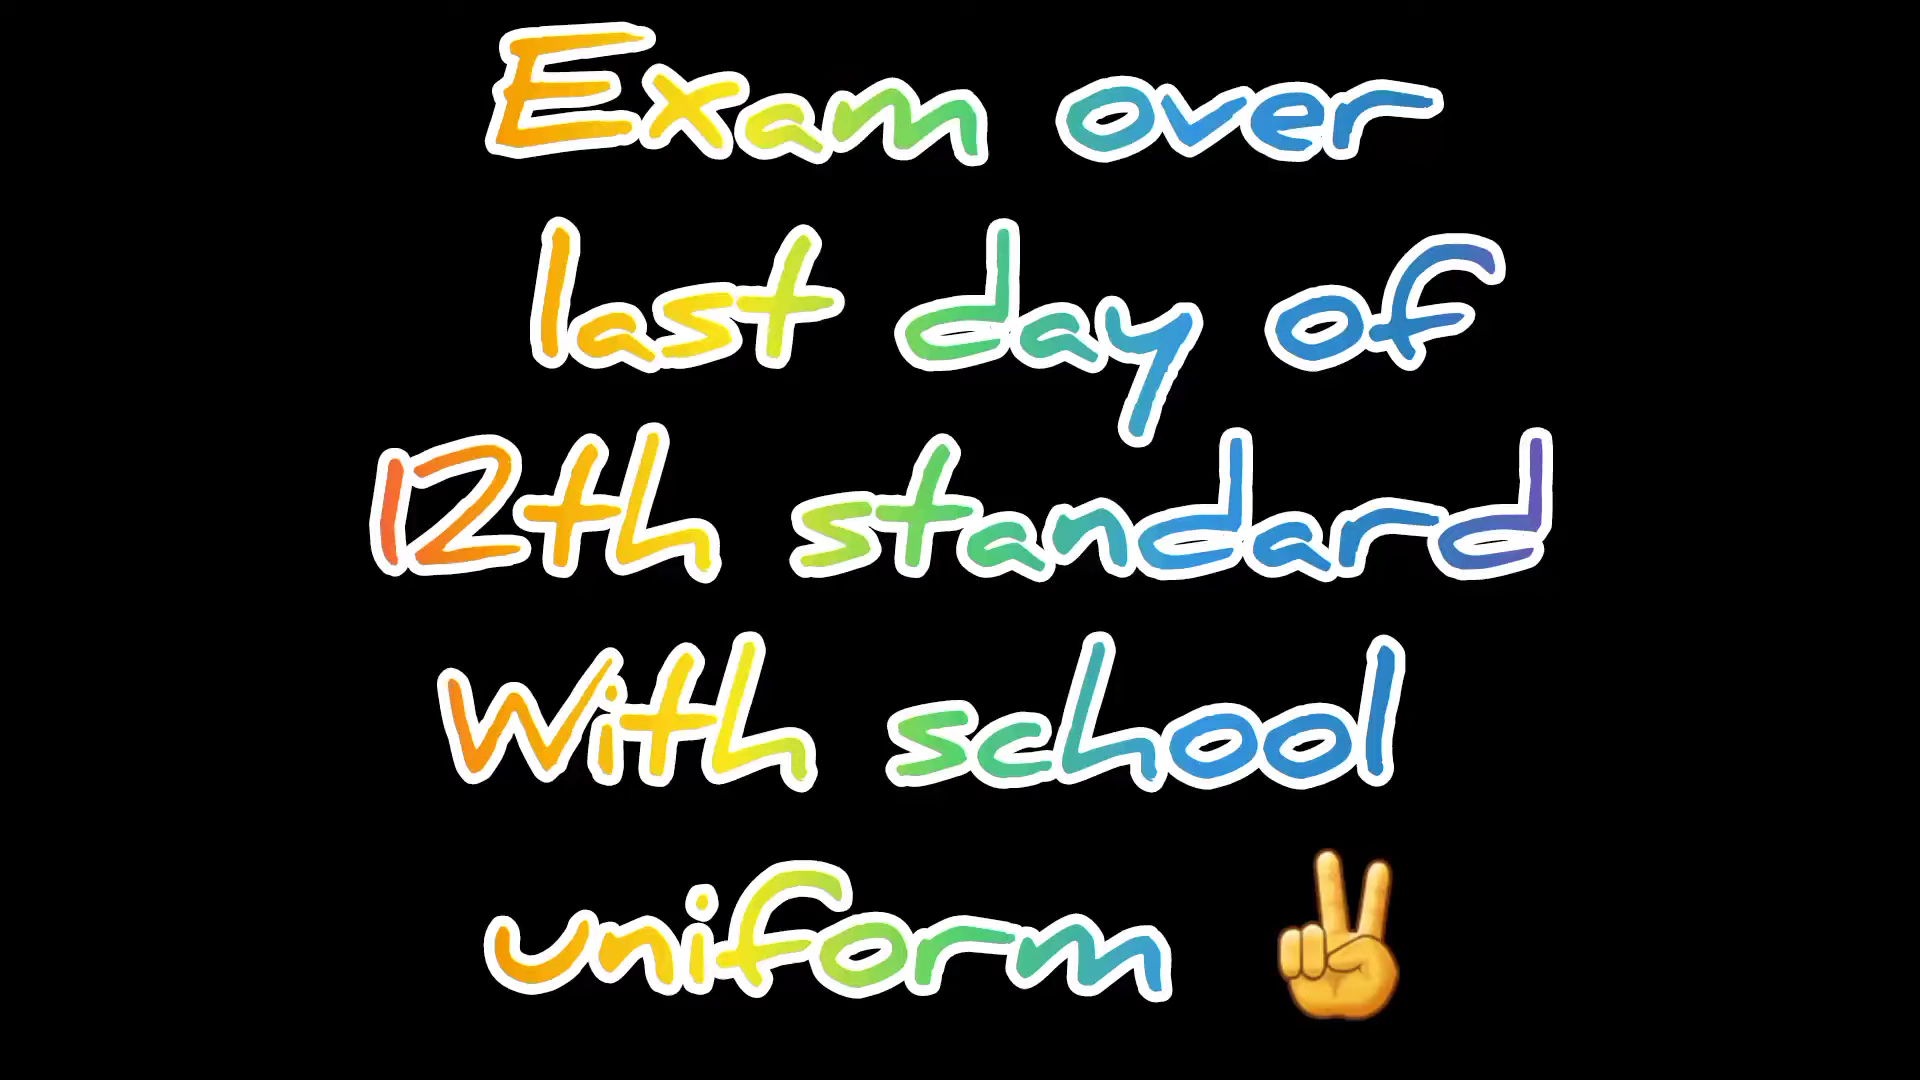 Exam over
last day of
12th standard
With school
uniform ✌️